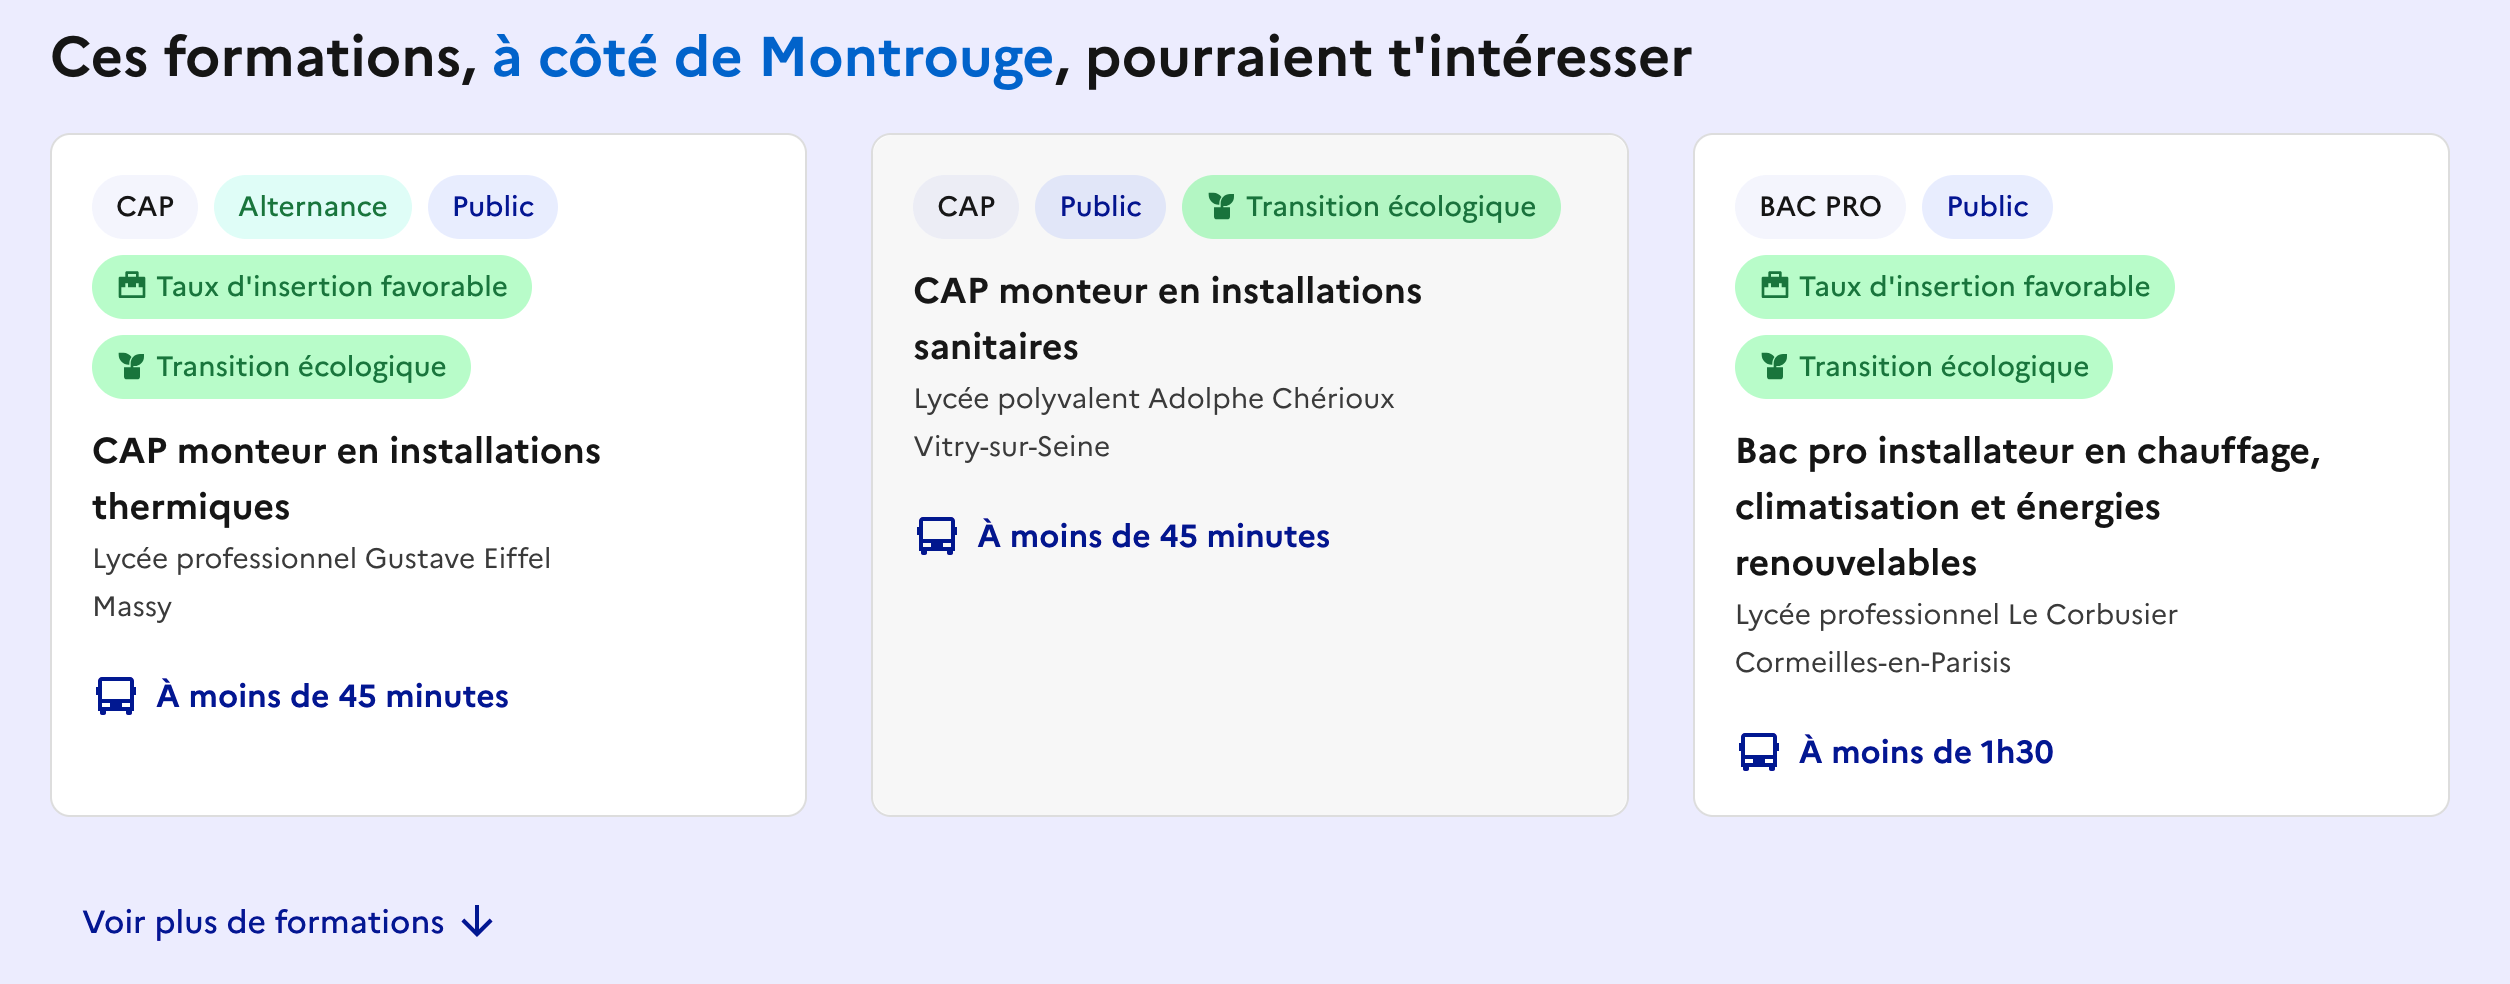 Ces formations, à côté de Montrouge, pourraient t'intéresser
CAP Alternance Public
Taux d'insertion favorable
Transition écologique
CAP monteur en installations
thermiques
Lycée professionnel Gustave Eiffel
Massy
À moins de 45 minutes
CAP Public Transition écologique
CAP monteur en installations
sanitaires
Lycée polyvalent Adolphe Chérioux
Vitry-sur-Seine
À moins de 45 minutes
BAC PRO Public
Taux d'insertion favorable
Transition écologique
Bac pro installateur en chauffage,
climatisation et énergies
renouvelables
Lycée professionnel Le Corbusier
Cormeilles-en-Parisis
À moins de 1h30
Voir plus de formations